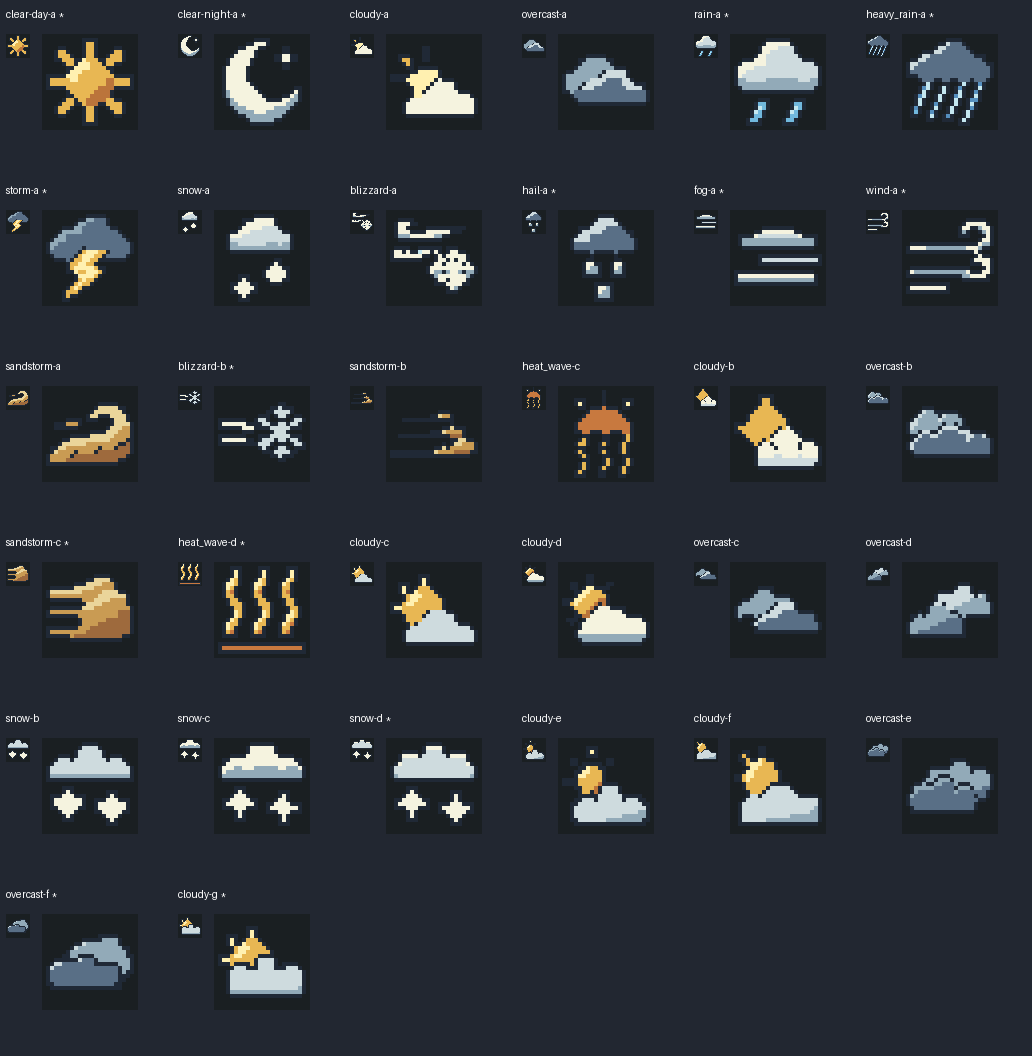 clear-day-a * clear-night-a * cloudy-a overcast-a rain-a * heavy_rain-a *
storm-a * snow-a blizzard-a hail-a * fog-a * wind-a *
sandstorm-a blizzard-b * sandstorm-b heat_wave-c cloudy-b overcast-b
sandstorm-c * heat_wave-d * cloudy-c cloudy-d overcast-c overcast-d
snow-b snow-c snow-d * cloudy-e cloudy-f overcast-e
overcast-f * cloudy-g *